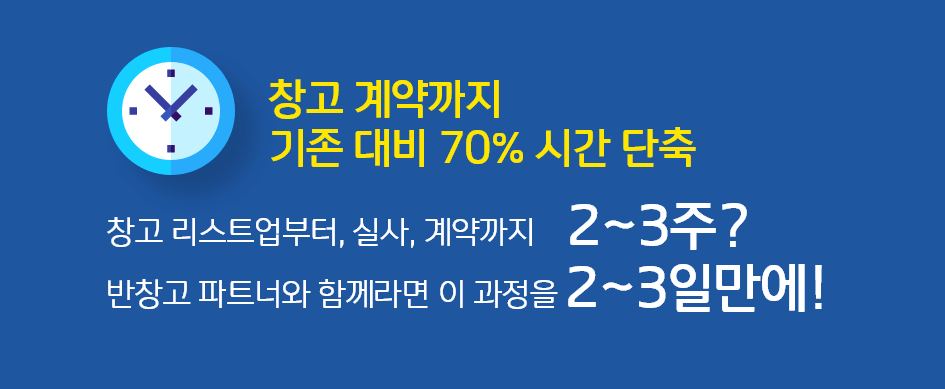 창고 계약까지
기존 대비 70% 시간 단축
창고 리스트업부터, 실사, 계약까지 2~3주?
반창고 파트너와 함께라면 이 과정을 2~3일만에!